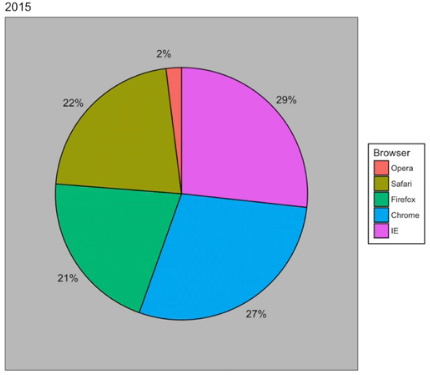 2015
2%
29%
22%
21%
27%
Browser
Opera
Safari
Firefox
Chrome
IE